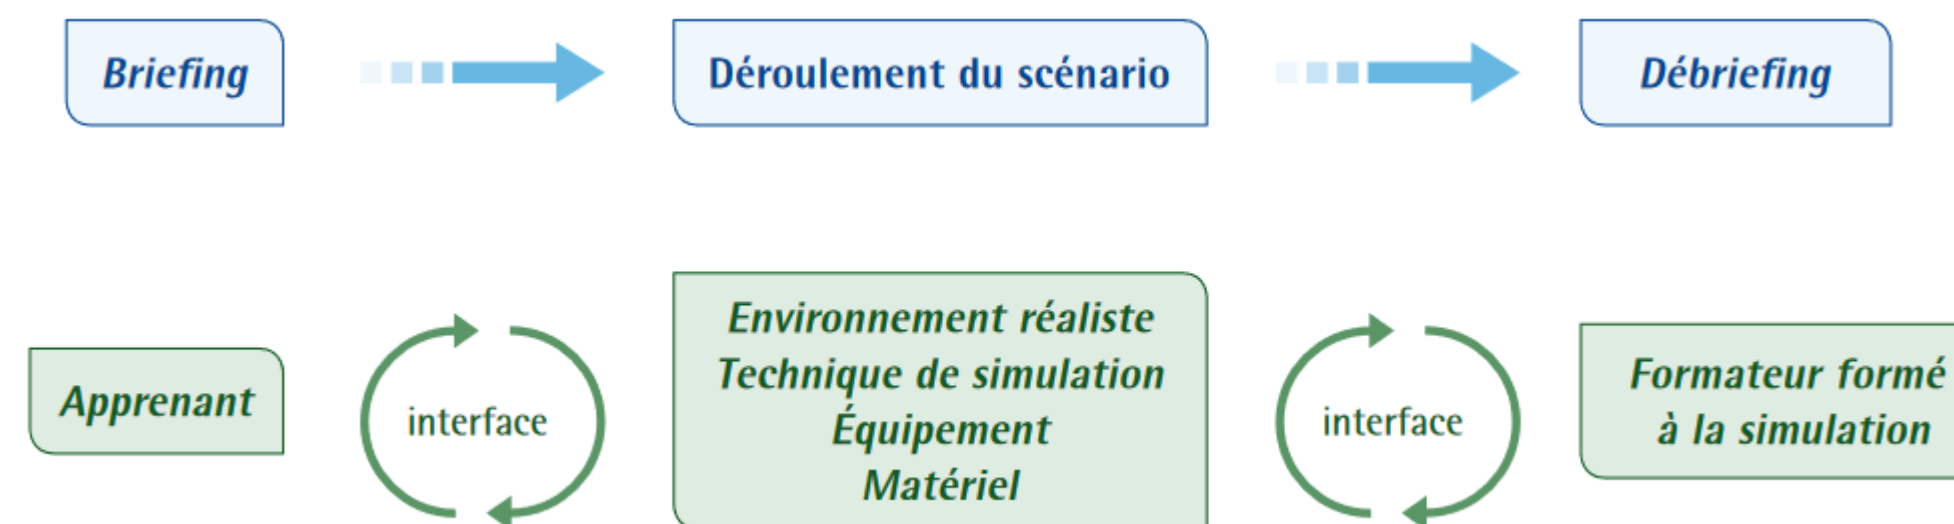 Briefing
Déroulement du scénario
Débriefing
Apprenant
interface
Environnement réaliste
Technique de simulation
Équipement
Matériel
interface
Formateur formé
à la simulation